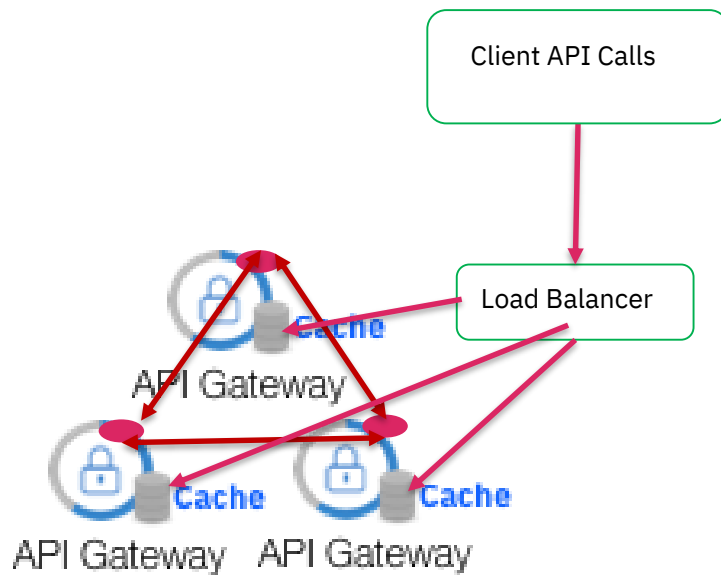 Client API Calls
Load Balancer
Cache
API Gateway
Cache
Cache
API Gateway
API Gateway